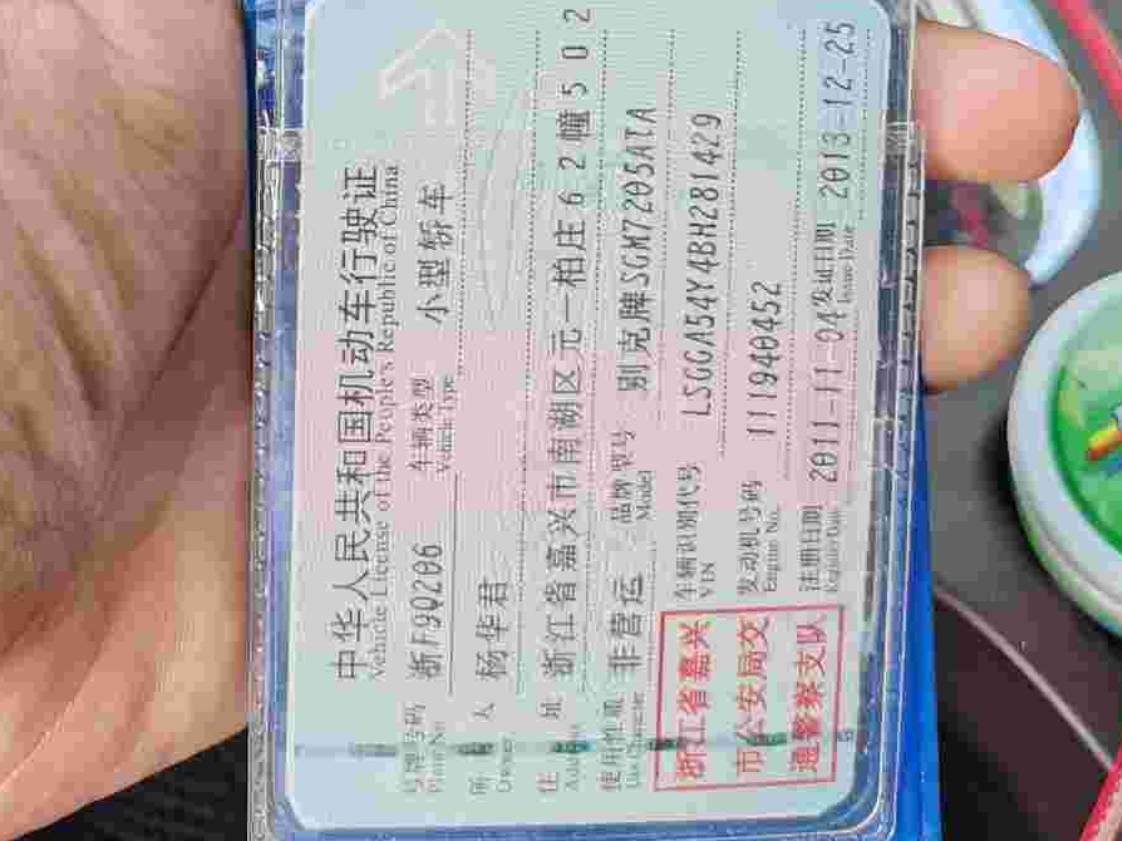 中华人民共和国机动车行驶证
Vehicle License of the People's Republic of China
号牌号码 浙F9Q206 车辆类型 小型轿车
Plate No. Vehicle Type
所有人 杨华君
Owner
住址 浙江省嘉兴市南湖区元一柏庄62幢502
Address
使用性质 非营运 品牌型号 别克牌SGM7205ATA
Use Character Model
浙江省嘉兴
市公安局交
通警察支队
车辆识别代号 LSGGA54Y4BH281429
VIN
发动机号码 111940452
Engine No.
注册日期 2011-11-04 发证日期 2013-12-25
Register Date Issue Date